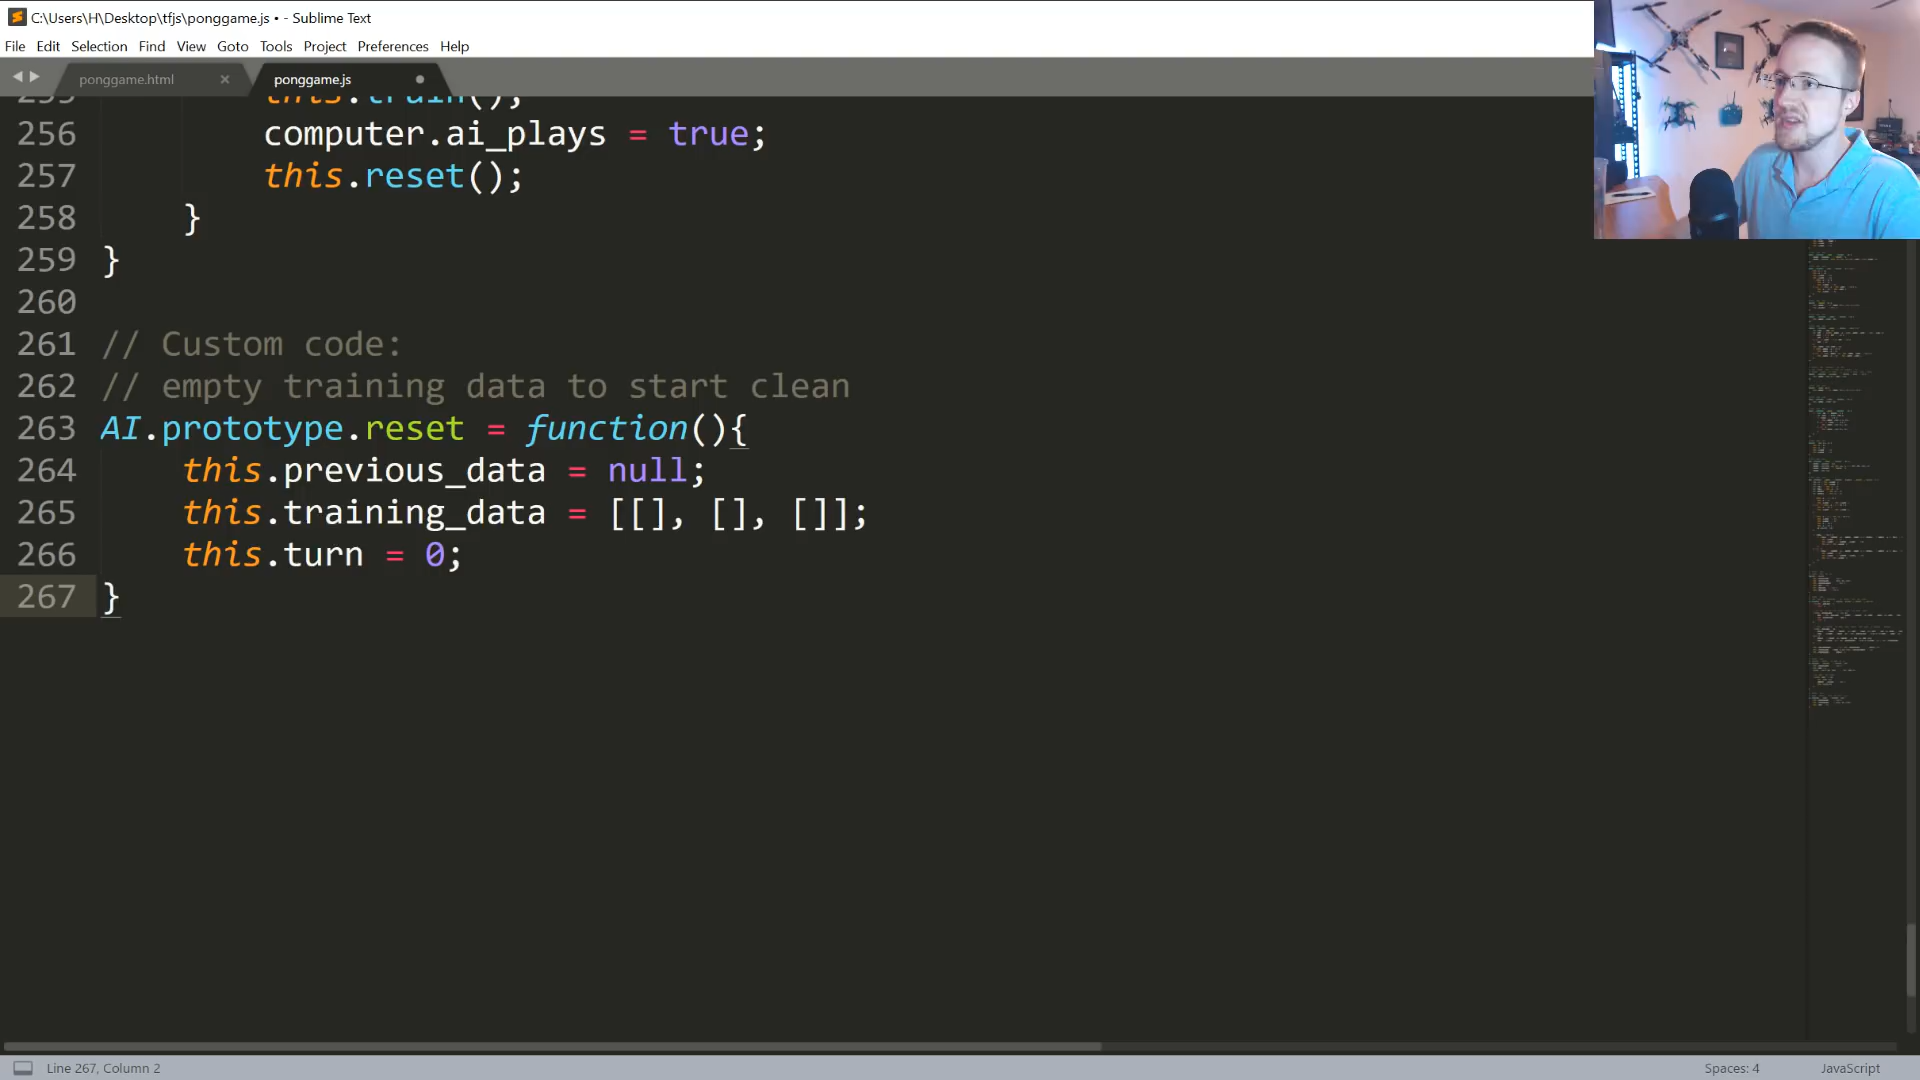 C:\Users\H\Desktop\tfjs\ponggame.js • - Sublime Text
File Edit Selection Find View Goto Tools Project Preferences Help
ponggame.html × ponggame.js
255 this.train();
256 computer.ai_plays = true;
257 this.reset();
258 }
259 }
260
261 // Custom code:
262 // empty training data to start clean
263 AI.prototype.reset = function(){
264 this.previous_data = null;
265 this.training_data = [[], [], []];
266 this.turn = 0;
267 }
Line 267, Column 2 Spaces: 4 JavaScript